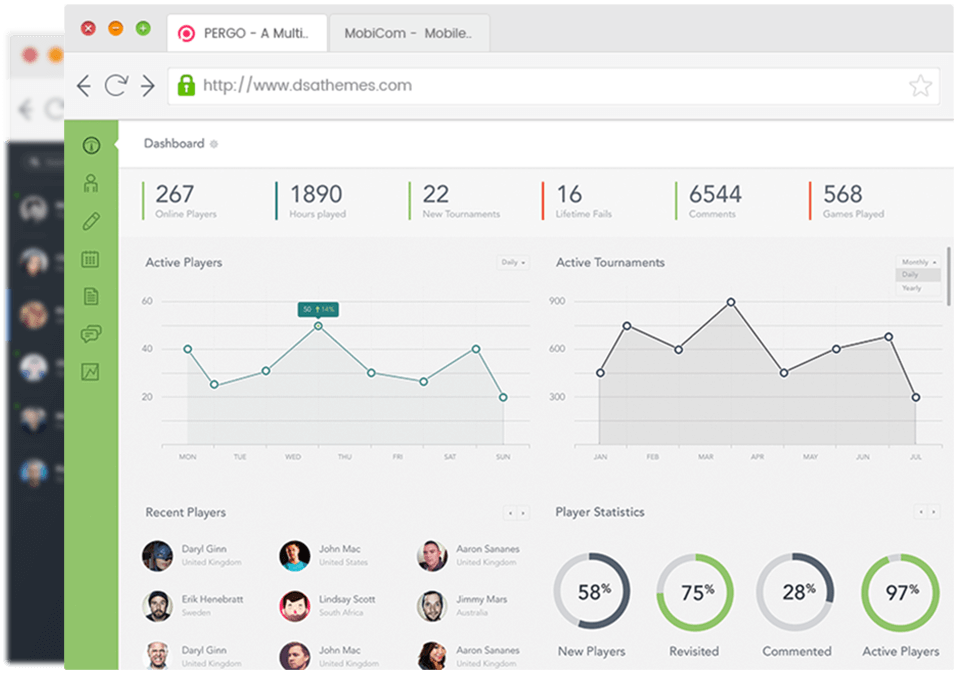 PERGO - A Multi..
MobiCom - Mobile..
http://www.dsathemes.com
Dashboard
267
Online Players
1890
Hours played
22
New Tournaments
16
Lifetime Fails
6544
Comments
568
Games Played
Active Players
Daily
60
40
20
50 14%
MON TUE WED THU FRI SAT SUN
Active Tournaments
Monthly
Daily
Yearly
900
600
300
JAN FEB MAR APR MAY JUN JUL
Recent Players
Daryl Ginn
United Kingdom
John Mac
United States
Aaron Sananes
United Kingdom
Erik Henebratt
Sweden
Lindsay Scott
South Africa
Jimmy Mars
Australia
Daryl Ginn
United Kingdom
John Mac
United Kingdom
Aaron Sananes
United Kingdom
Player Statistics
58%
New Players
75%
Revisited
28%
Commented
97%
Active Players